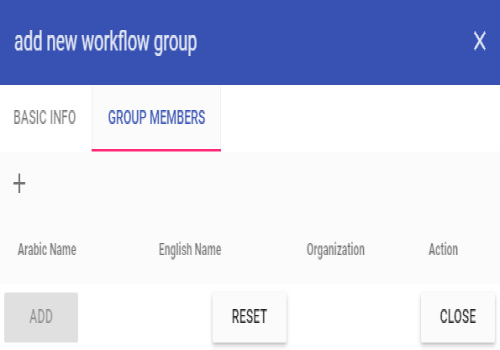 add new workflow group X
BASIC INFO GROUP MEMBERS
+
Arabic Name English Name Organization Action
ADD RESET CLOSE